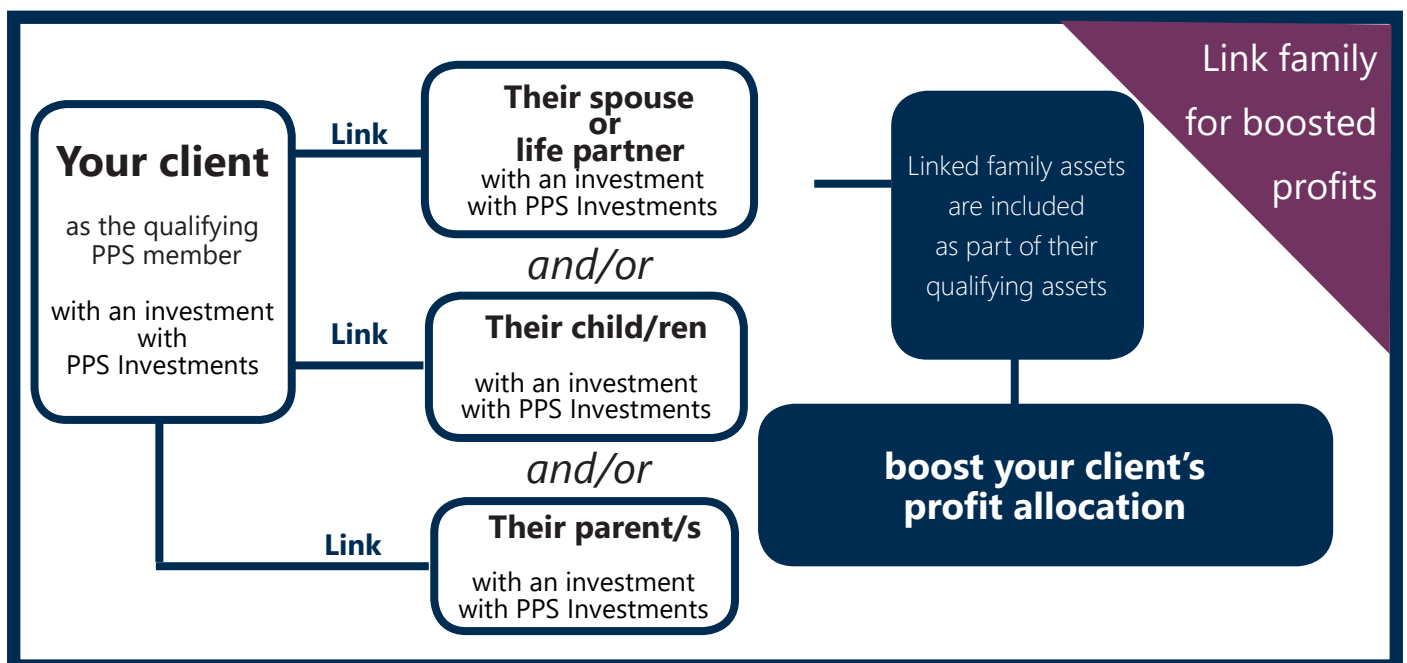 Link family
for boosted
profits
Your client
as the qualifying
PPS member
with an investment
with
PPS Investments
Link
Their spouse
or
life partner
with an investment
with PPS Investments
and/or
Link
Their child/ren
with an investment
with PPS Investments
and/or
Link
Their parent/s
with an investment
with PPS Investments
Linked family assets
are included
as part of their
qualifying assets
boost your client’s
profit allocation